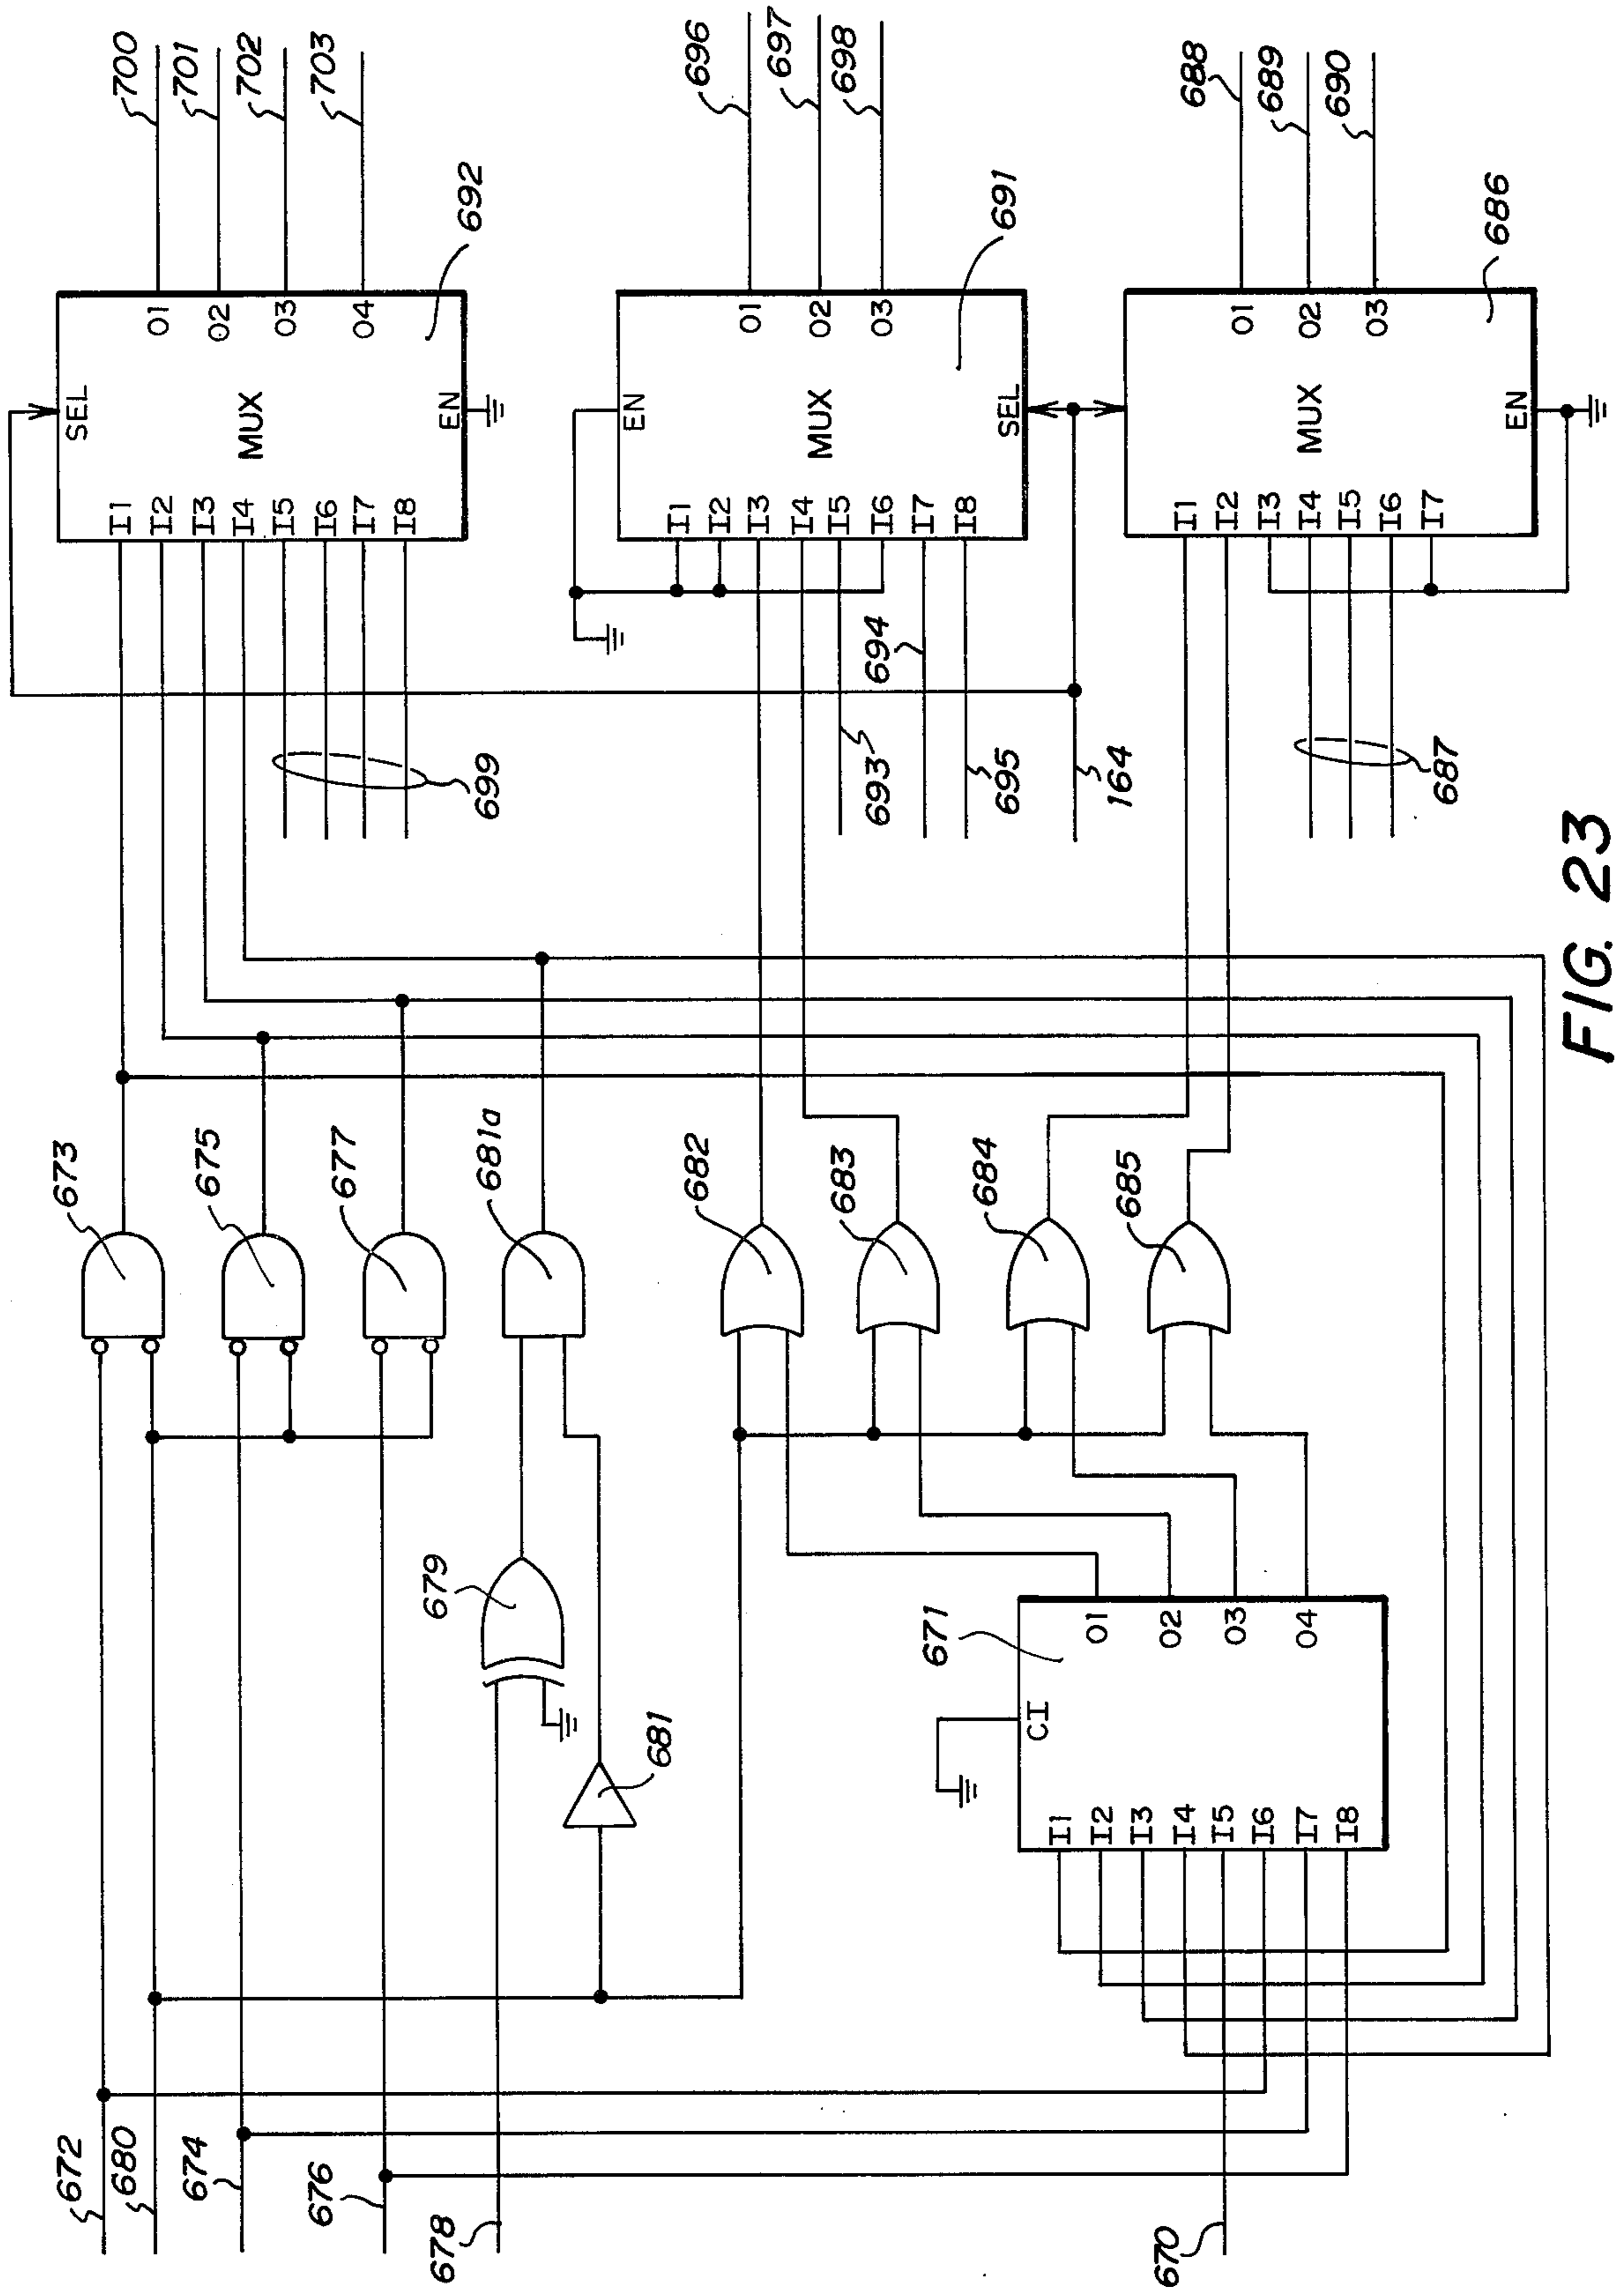 672
680
674
676
678
670
673
675
677
681a
679
681
682
683
684
685
671
CI
I1
I2
I3
I4
I5
I6
I7
I8
O1
O2
O3
O4
SEL
MUX
EN
I1
I2
I3
I4
I5
I6
I7
I8
O1
O2
O3
O4
692
699
700
701
702
703
EN
MUX
SEL
I1
I2
I3
I4
I5
I6
I7
I8
O1
O2
O3
691
693
694
695
164
696
697
698
MUX
EN
I1
I2
I3
I4
I5
I6
I7
O1
O2
O3
686
687
688
689
690
FIG. 23